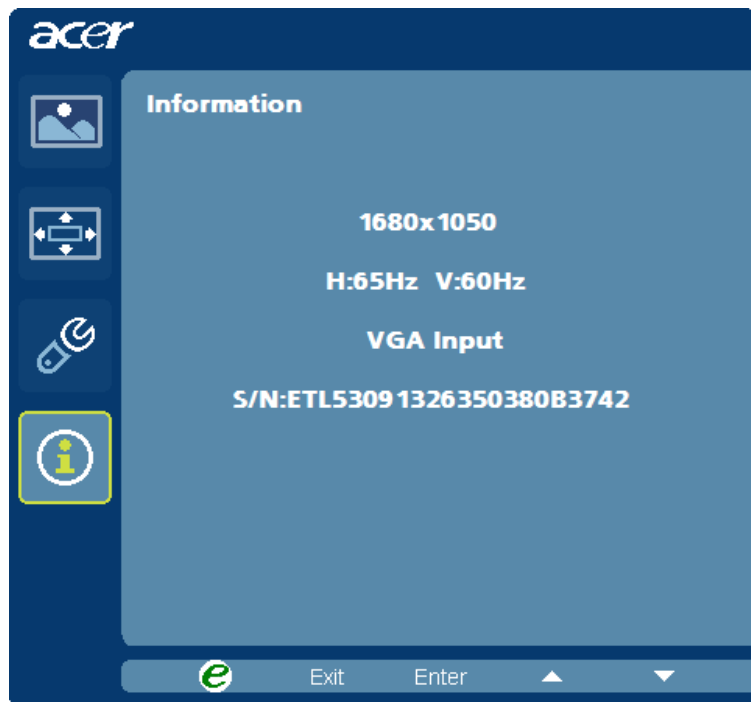 acer
Information
1680x1050
H:65Hz V:60Hz
VGA Input
S/N:ETL53091326350380B3742
e Exit Enter